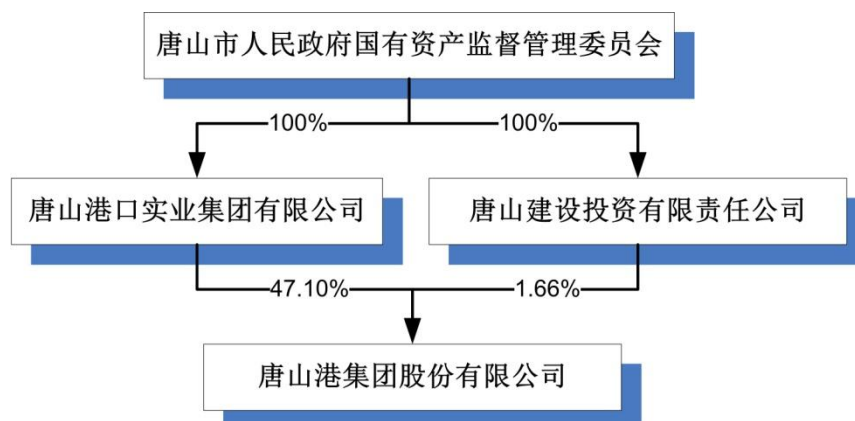 唐山市人民政府国有资产监督管理委员会
100%
100%
唐山港口实业集团有限公司
唐山建设投资有限责任公司
47.10%
1.66%
唐山港集团股份有限公司